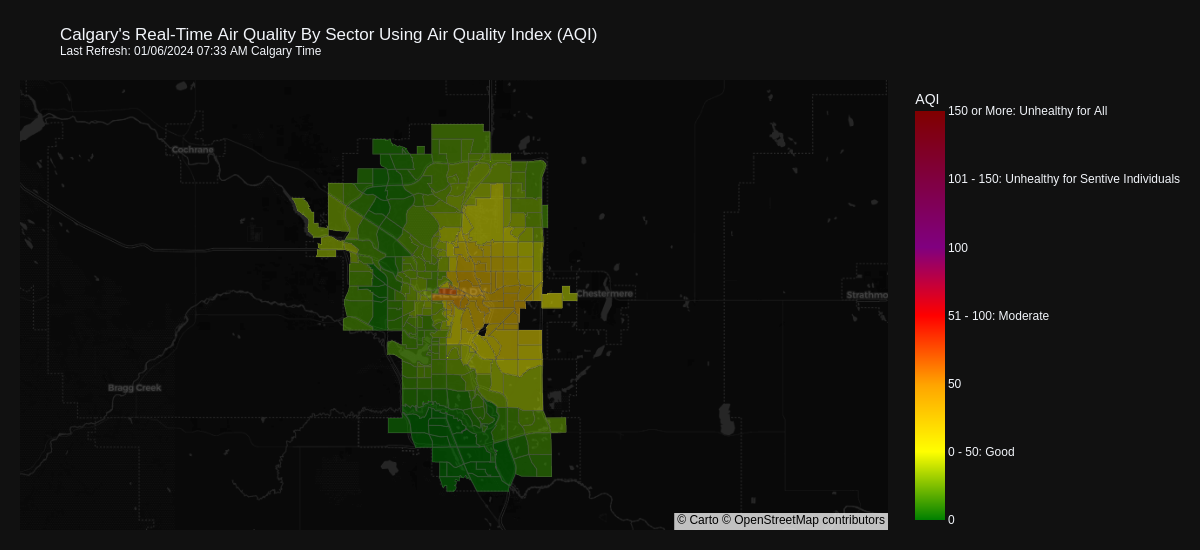 Calgary's Real-Time Air Quality By Sector Using Air Quality Index (AQI)
Last Refresh: 01/06/2024 07:33 AM Calgary Time
AQI
150 or More: Unhealthy for All
Cochrane
101 - 150: Unhealthy for Sentive Individuals
100
Chestermere
Strathmo
51 - 100: Moderate
50
Bragg Creek
0 - 50: Good
0
© Carto © OpenStreetMap contributors